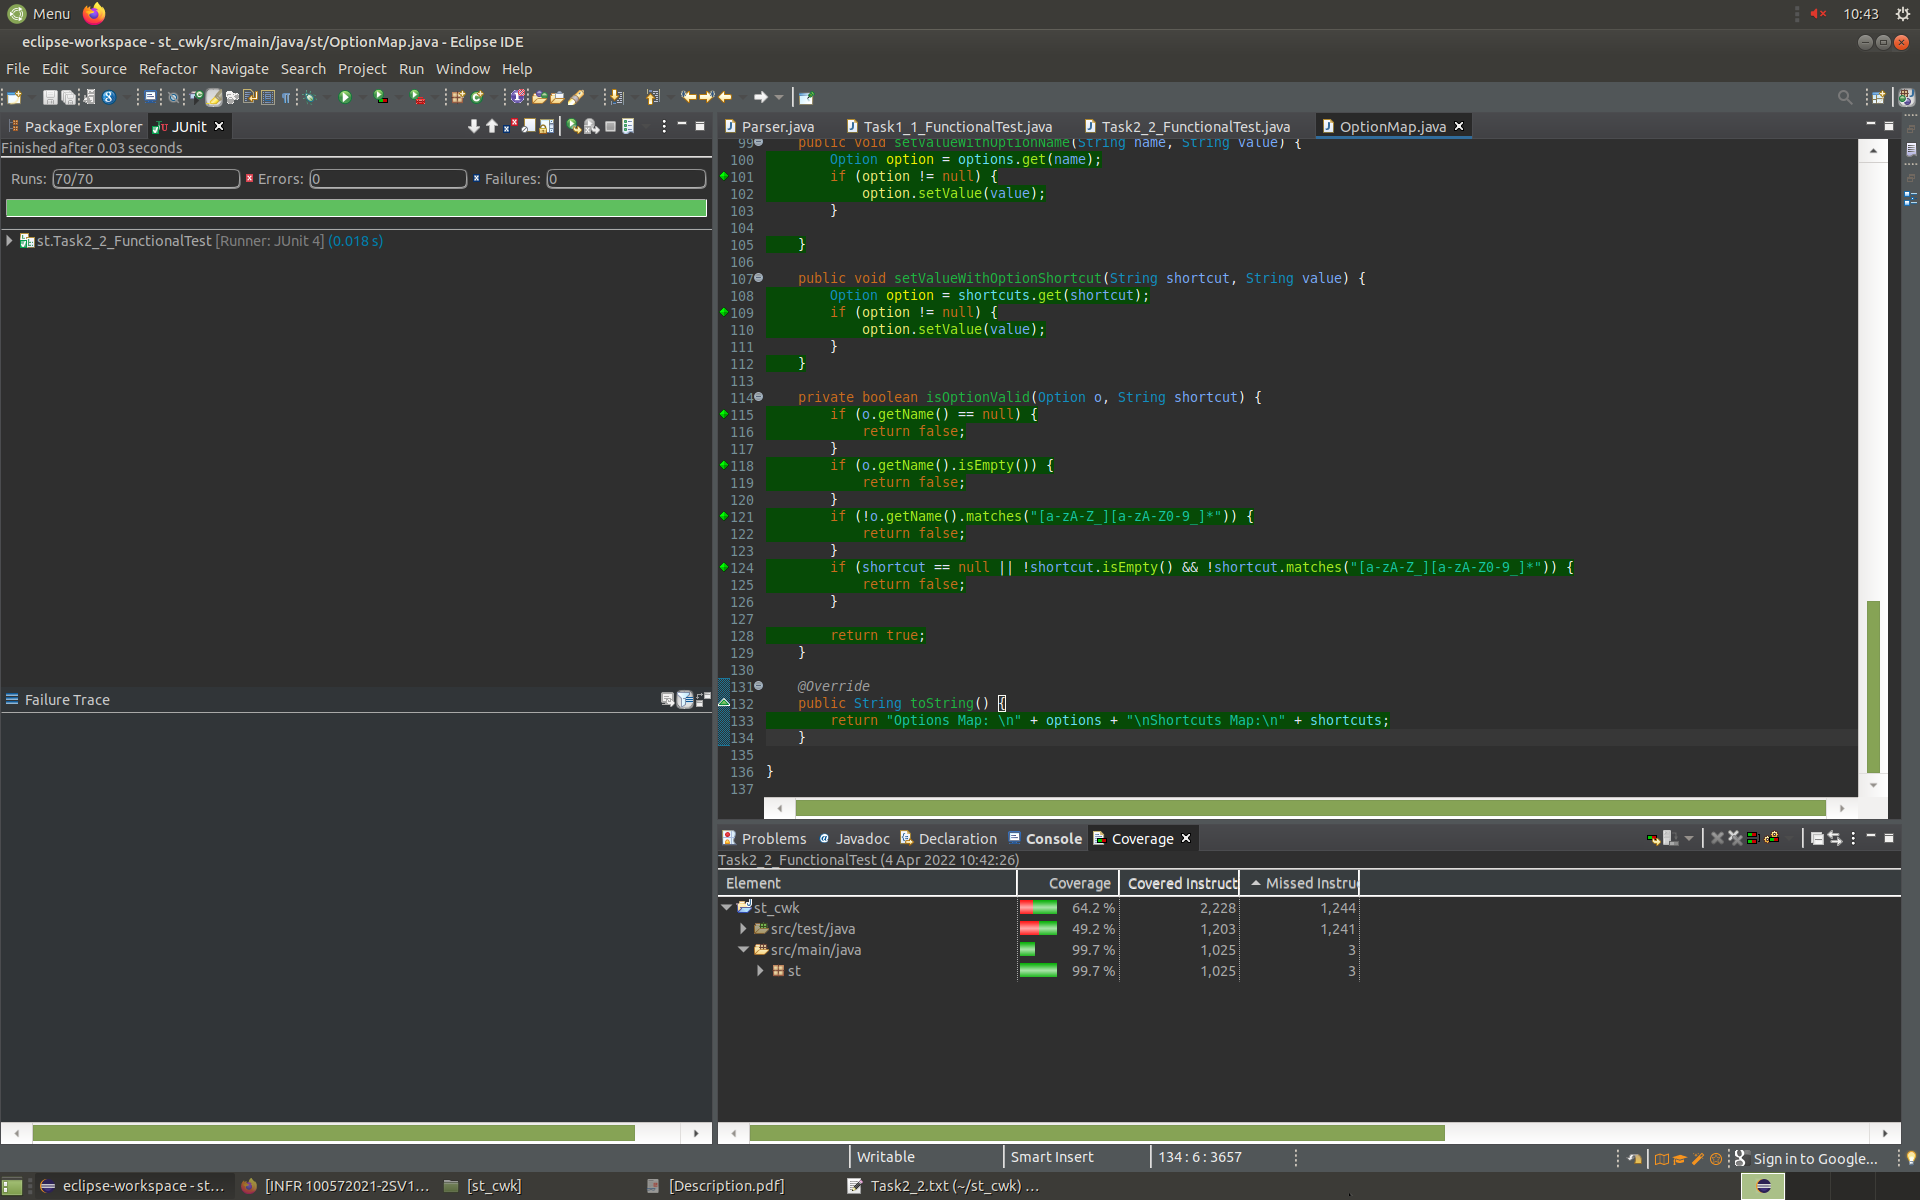 Menu
10:43
eclipse-workspace - st_cwk/src/main/java/st/OptionMap.java - Eclipse IDE
File Edit Source Refactor Navigate Search Project Run Window Help
Package Explorer JUnit
Finished after 0.03 seconds
Runs: 70/70 Errors: 0 Failures: 0
st.Task2_2_FunctionalTest [Runner: JUnit 4] (0.018 s)
Failure Trace
Parser.java Task1_1_FunctionalTest.java Task2_2_FunctionalTest.java OptionMap.java
99 public void setValueWithOptionName(String name, String value) {
100 Option option = options.get(name);
101 if (option != null) {
102 option.setValue(value);
103 }
104
105 }
106
107 public void setValueWithOptionShortcut(String shortcut, String value) {
108 Option option = shortcuts.get(shortcut);
109 if (option != null) {
110 option.setValue(value);
111 }
112 }
113
114 private boolean isOptionValid(Option o, String shortcut) {
115 if (o.getName() == null) {
116 return false;
117 }
118 if (o.getName().isEmpty()) {
119 return false;
120 }
121 if (!o.getName().matches("[a-zA-Z_][a-zA-Z0-9_]*")) {
122 return false;
123 }
124 if (shortcut == null || !shortcut.isEmpty() && !shortcut.matches("[a-zA-Z_][a-zA-Z0-9_]*")) {
125 return false;
126 }
127
128 return true;
129 }
130
131 @Override
132 public String toString() {
133 return "Options Map: \n" + options + "\nShortcuts Map:\n" + shortcuts;
134 }
135
136 }
137
Problems Javadoc Declaration Console Coverage
Task2_2_FunctionalTest (4 Apr 2022 10:42:26)
Element Coverage Covered Instruct Missed Instru
st_cwk 64.2 % 2,228 1,244
src/test/java 49.2 % 1,203 1,241
src/main/java 99.7 % 1,025 3
st 99.7 % 1,025 3
Writable Smart Insert 134 : 6 : 3657 Sign in to Google...
eclipse-workspace - st... [INFR 100572021-2SV1... [st_cwk] [Description.pdf] Task2_2.txt (~/st_cwk) ...